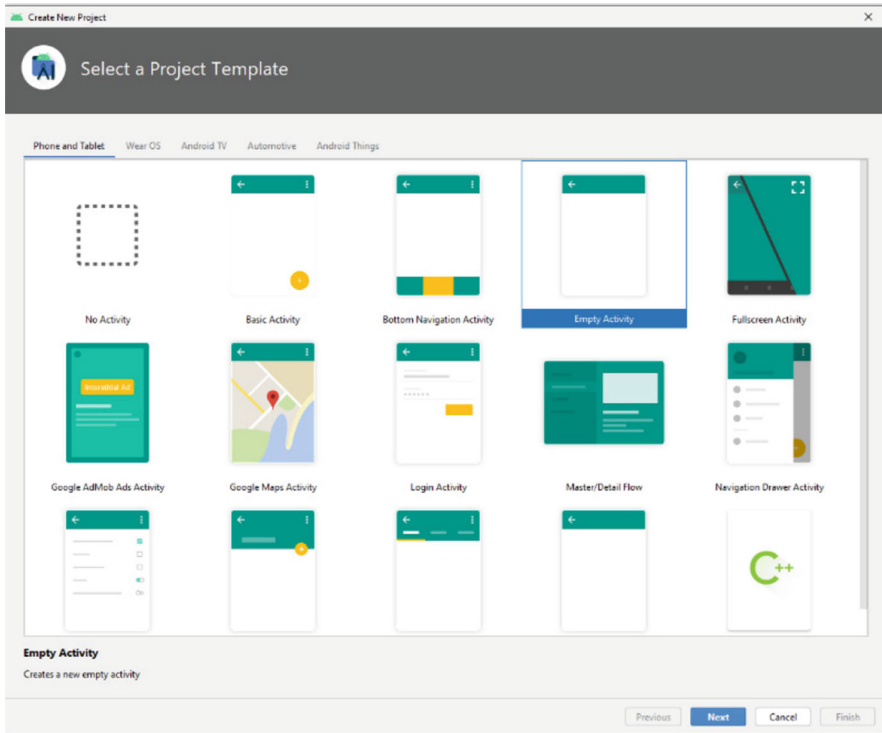 Create New Project
Select a Project Template
Phone and Tablet Wear OS Android TV Automotive Android Things
No Activity Basic Activity Bottom Navigation Activity Empty Activity Fullscreen Activity
Interstitial Ad
Google AdMob Ads Activity Google Maps Activity Login Activity Master/Detail Flow Navigation Drawer Activity
C++
Empty Activity
Creates a new empty activity
Previous Next Cancel Finish